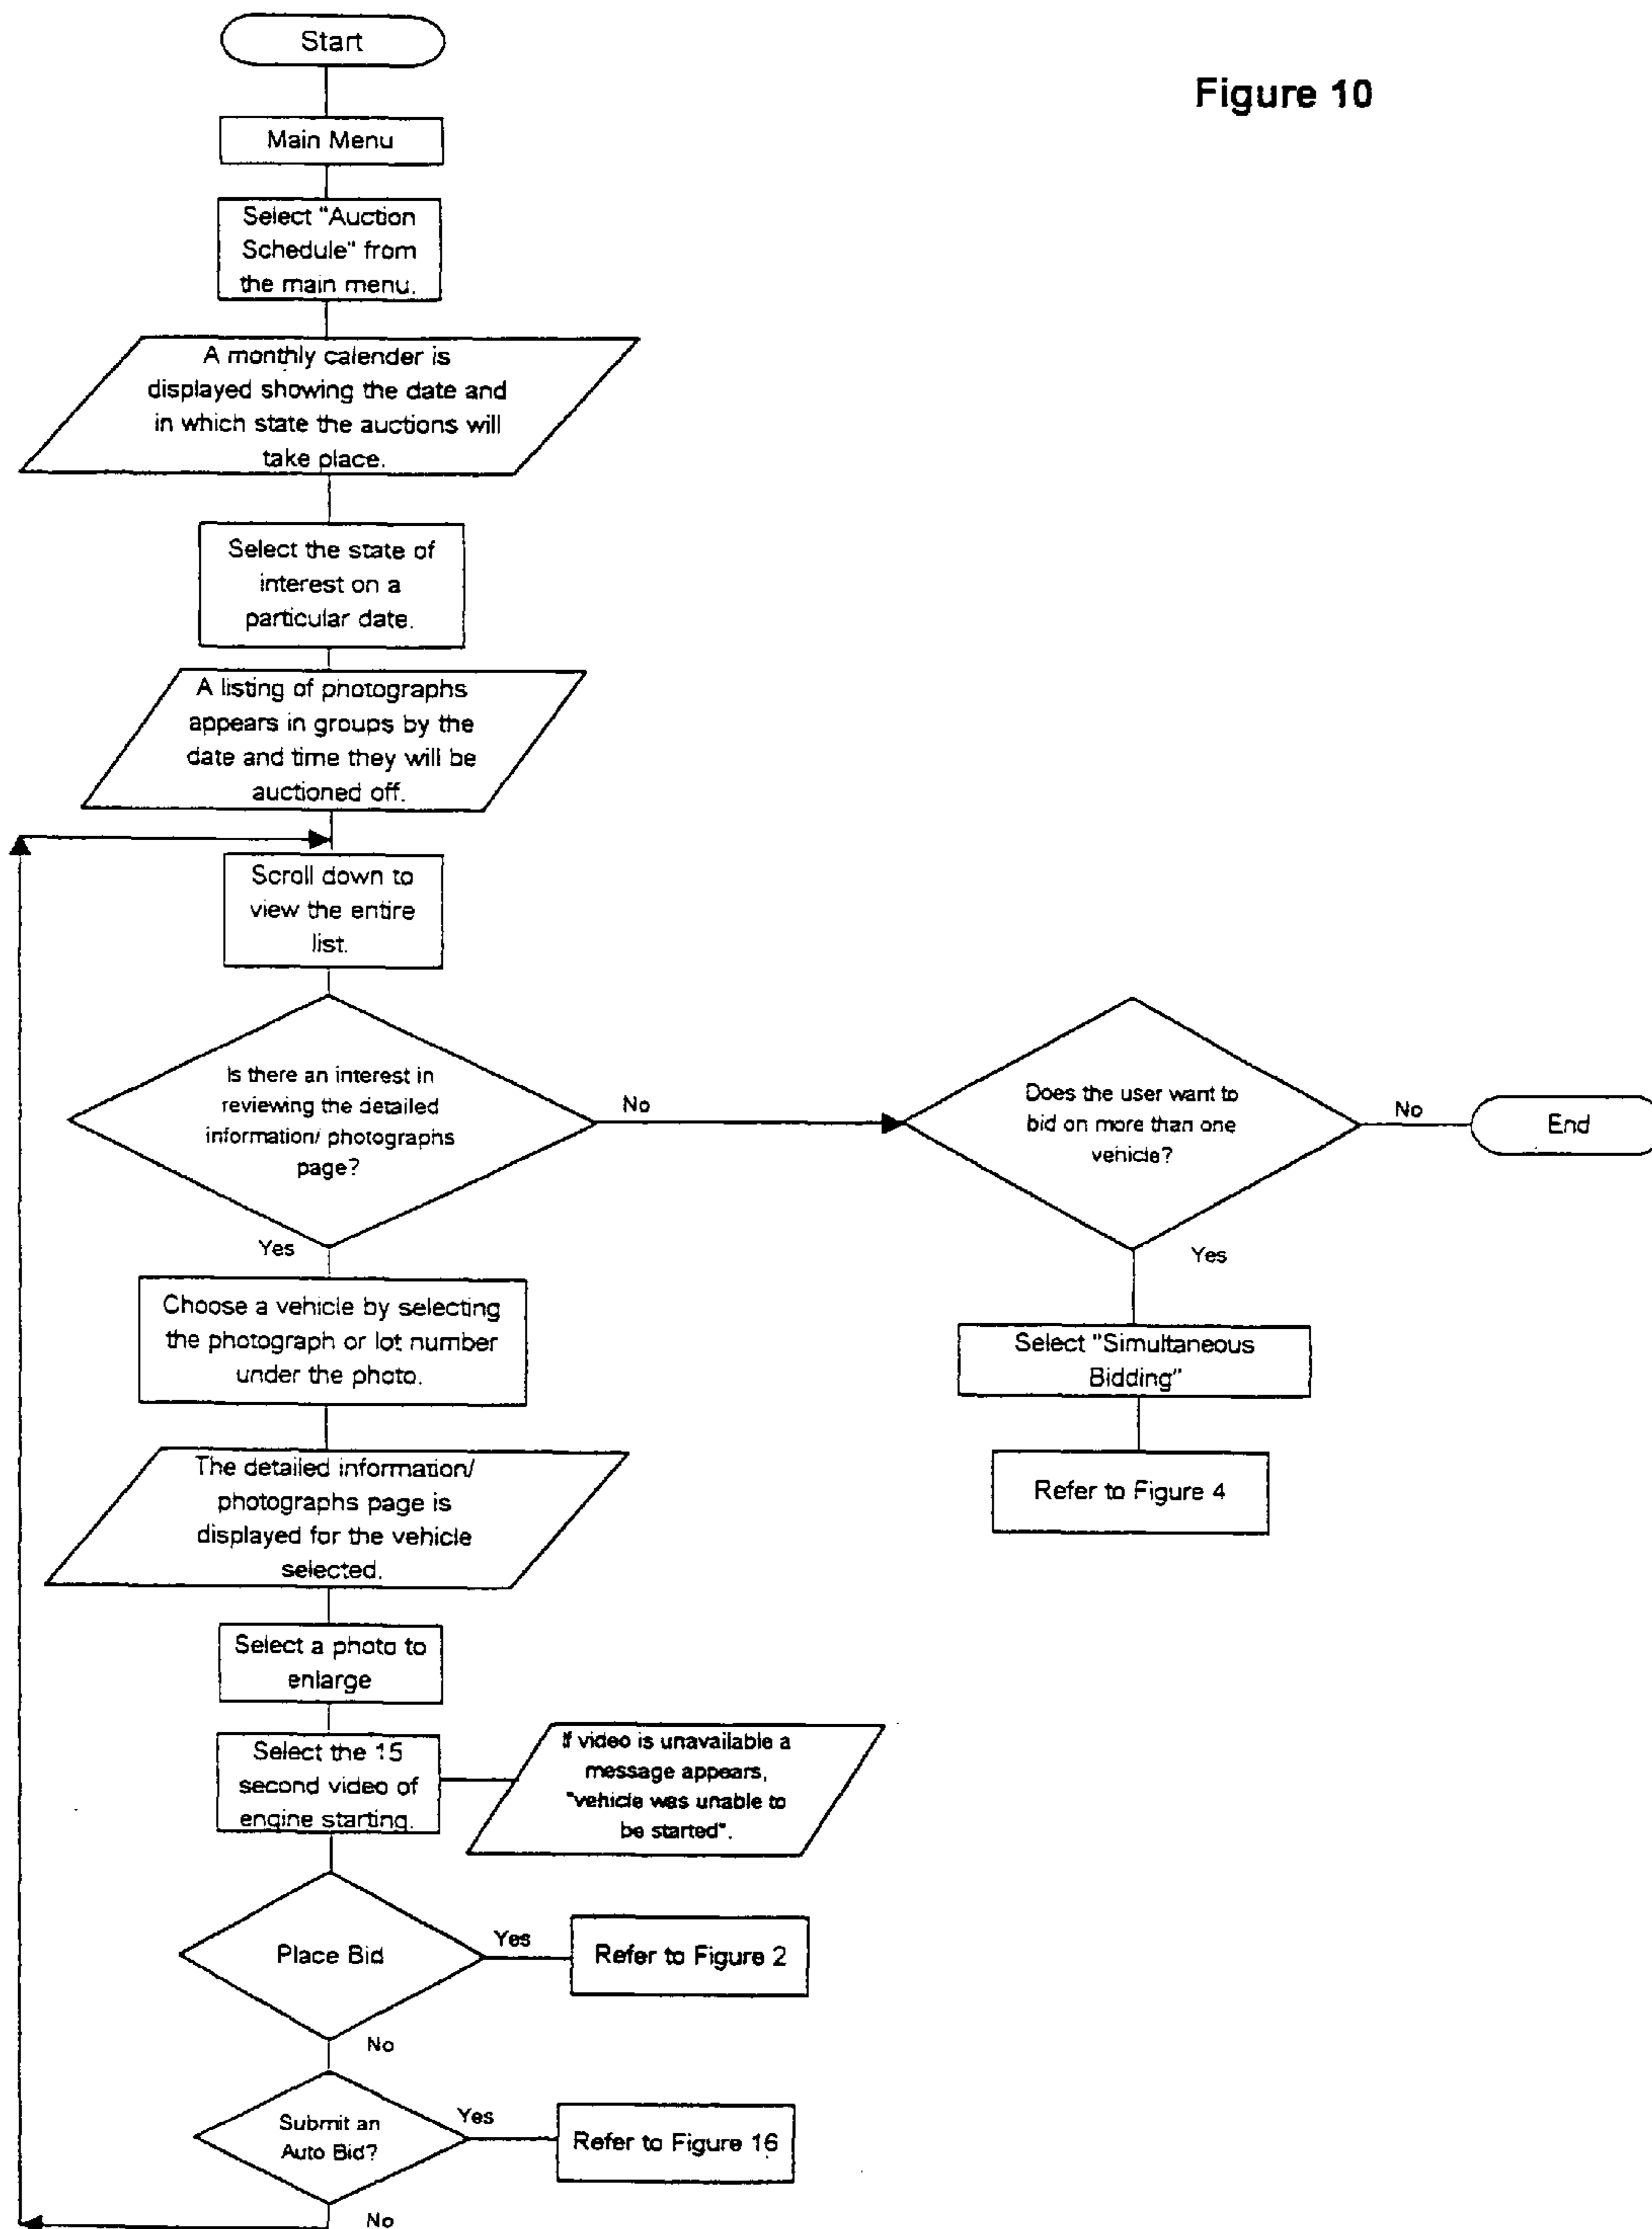 Start
Figure 10
Main Menu
Select "Auction
Schedule" from
the main menu.
A monthly calender is
displayed showing the date and
in which state the auctions will
take place.
Select the state of
interest on a
particular date.
A listing of photographs
appears in groups by the
date and time they will be
auctioned off.
Scroll down to
view the entire
list.
Is there an interest in
reviewing the detailed
information/ photographs
page?
No
Does the user want to
bid on more than one
vehicle?
No
End
Yes
Yes
Choose a vehicle by selecting
the photograph or lot number
under the photo.
Select "Simultaneous
Bidding"
Refer to Figure 4
The detailed information/
photographs page is
displayed for the vehicle
selected.
Select a photo to
enlarge
Select the 15
second video of
engine starting.
If video is unavailable a
message appears,
"vehicle was unable to
be started".
Place Bid
Yes
Refer to Figure 2
No
Submit an
Auto Bid?
Yes
Refer to Figure 16
No